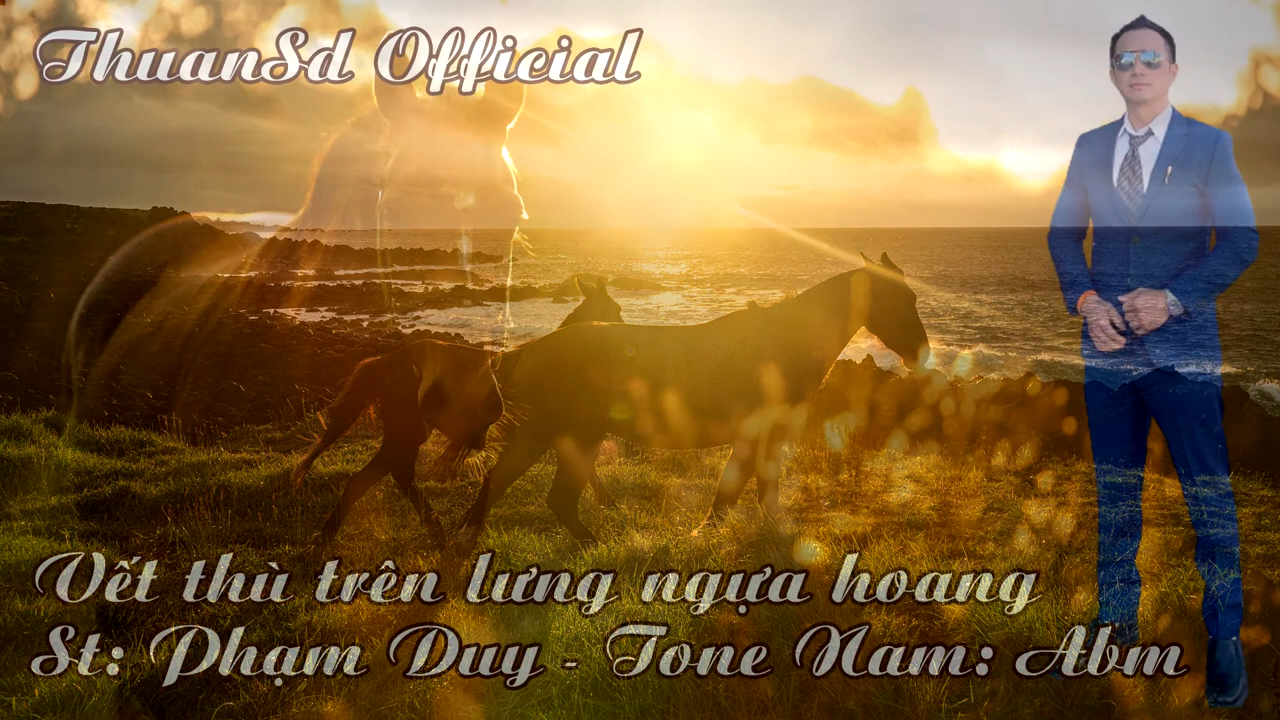 ThuanSd Official
Vết thù trên lưng ngựa hoang
St: Phạm Duy - Tone Nam: Abm